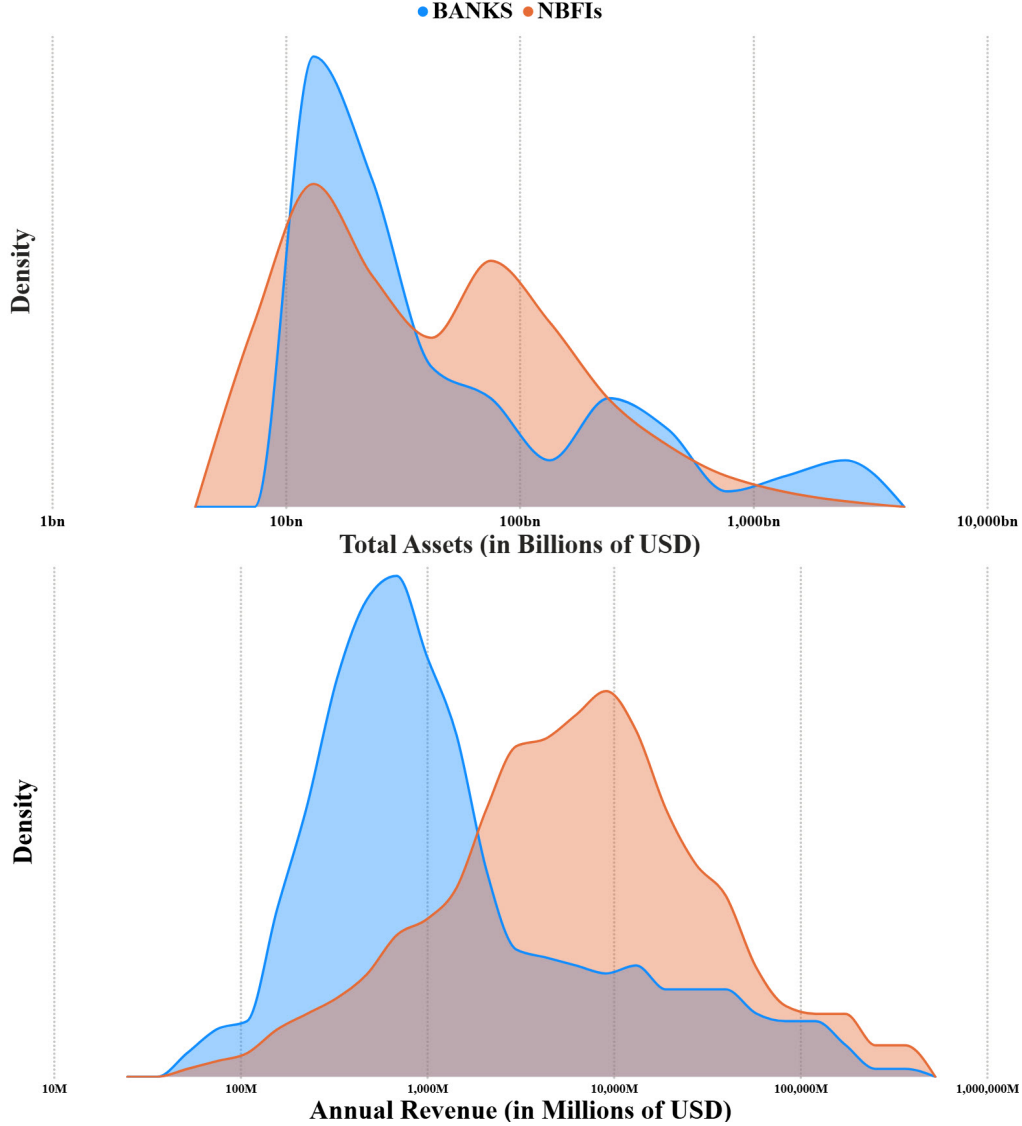 BANKS NBFIs
Density
1bn 10bn 100bn 1,000bn 10,000bn
Total Assets (in Billions of USD)
Density
10M 100M 1,000M 10,000M 100,000M 1,000,000M
Annual Revenue (in Millions of USD)